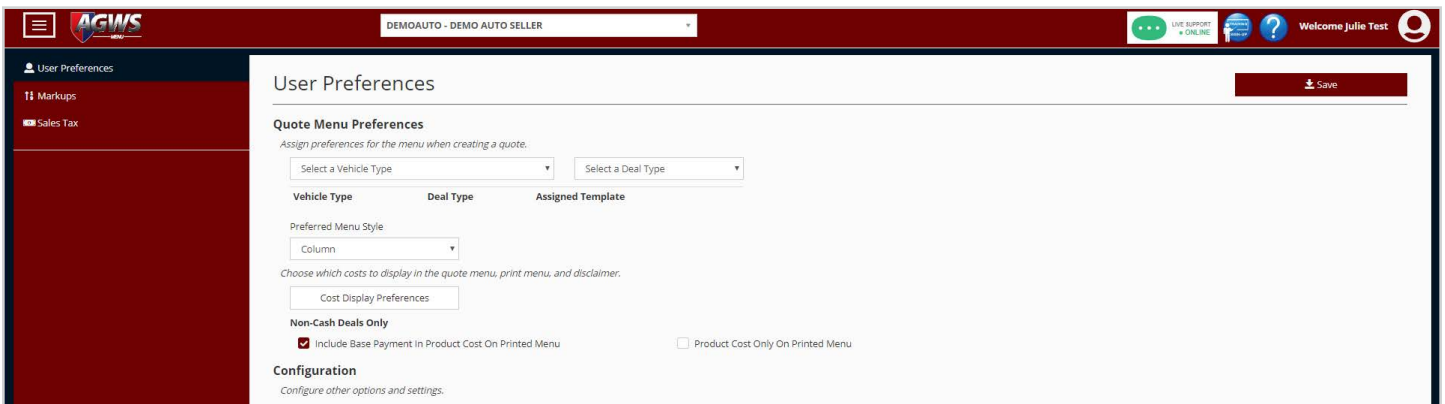 AGWS
MENU
DEMOAUTO - DEMO AUTO SELLER
LIVE SUPPORT
ONLINE
?
Welcome Julie Test
User Preferences
Markups
Sales Tax
User Preferences
Save
Quote Menu Preferences
Assign preferences for the menu when creating a quote.
Select a Vehicle Type
Select a Deal Type
Vehicle Type Deal Type Assigned Template
Preferred Menu Style
Column
Choose which costs to display in the quote menu, print menu, and disclaimer.
Cost Display Preferences
Non-Cash Deals Only
Include Base Payment In Product Cost On Printed Menu
Product Cost Only On Printed Menu
Configuration
Configure other options and settings.